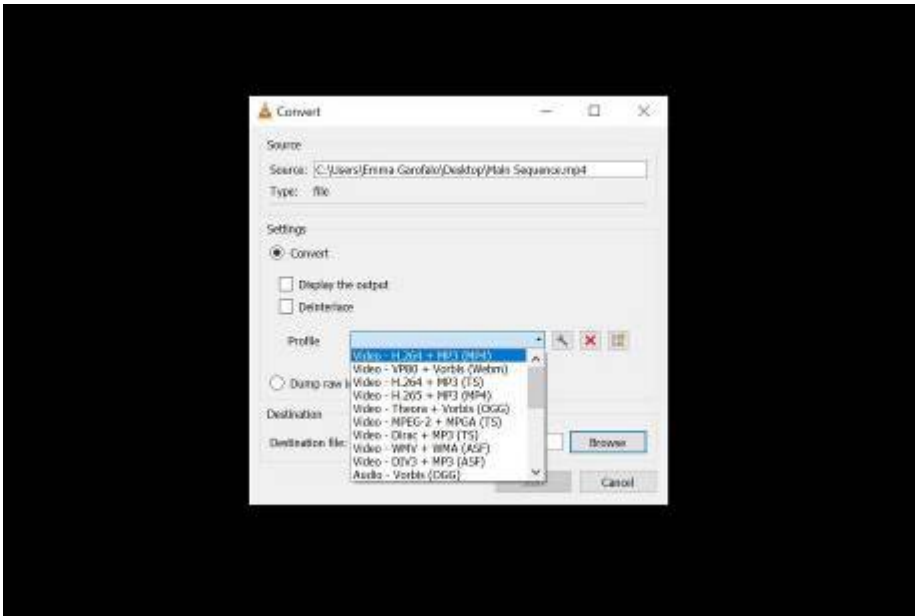 Convert
Source
Source: C:\Users\Emma Garofalo\Desktop\Main Sequence.mp4
Type: file
Settings
Convert
Display the output
Deinterlace
Profile
Video - H.264 + MP3 (MP4)
Video - VP80 + Vorbis (Webm)
Video - H.264 + MP3 (TS)
Video - H.265 + MP3 (MP4)
Video - Theora + Vorbis (OGG)
Video - MPEG-2 + MPGA (TS)
Video - Dirac + MP3 (TS)
Video - WMV + WMA (ASF)
Video - DIV3 + MP3 (ASF)
Audio - Vorbis (OGG)
Dump raw
Destination
Destination file:
Browse
Cancel